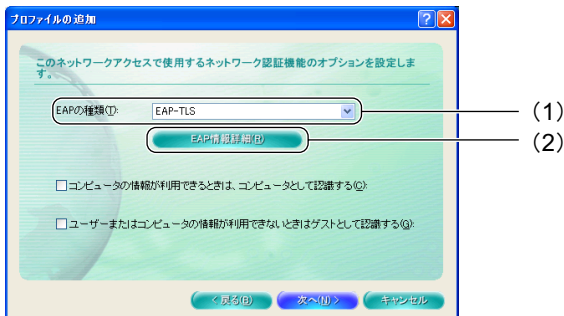 プロファイルの追加
このネットワークアクセスで使用するネットワーク認証機能のオプションを設定しま
す。
EAPの種類(T): EAP-TLS (1)
EAP情報詳細(R) (2)
コンピュータの情報が利用できるときは、コンピュータとして認識する(C):
ユーザーまたはコンピュータの情報が利用できないときはゲストとして認識する(G):
< 戻る(B) 次へ(N) > キャンセル